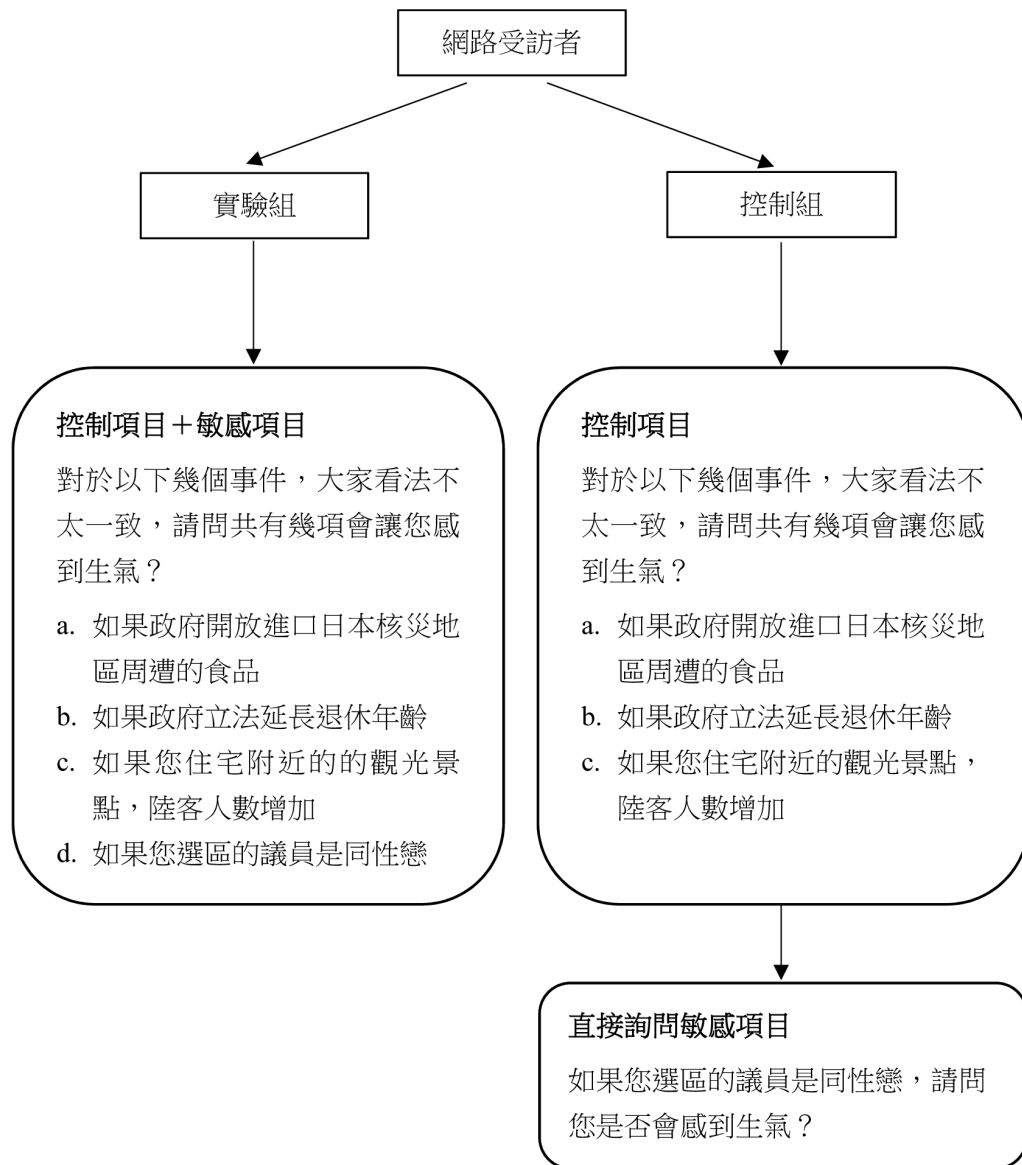 網路受訪者
實驗組
控制組
控制項目＋敏感項目
對於以下幾個事件，大家看法不
太一致，請問共有幾項會讓您感
到生氣？
a. 如果政府開放進口日本核災地
區周遭的食品
b. 如果政府立法延長退休年齡
c. 如果您住宅附近的的觀光景
點，陸客人數增加
d. 如果您選區的議員是同性戀
控制項目
對於以下幾個事件，大家看法不
太一致，請問共有幾項會讓您感
到生氣？
a. 如果政府開放進口日本核災地
區周遭的食品
b. 如果政府立法延長退休年齡
c. 如果您住宅附近的觀光景點，
陸客人數增加
直接詢問敏感項目
如果您選區的議員是同性戀，請問
您是否會感到生氣？